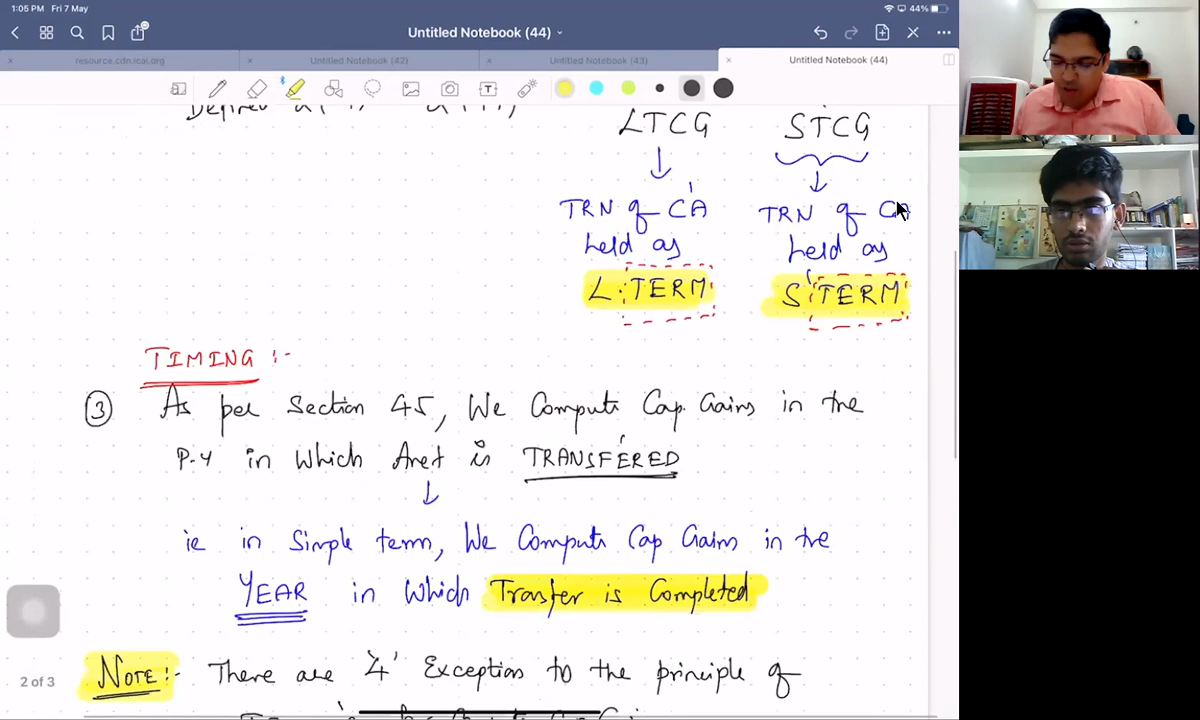 1:05 PM Fri 7 May
44%
Untitled Notebook (44)
resource.cdn.icai.org
Untitled Notebook (42)
Untitled Notebook (43)
Untitled Notebook (44)
Defined
LTCG STCG
TRN of CA TRN of CA
held as held as
L.TERM S.TERM
TIMING :-
③ As per Section 45, We Compute Cap Gains in the
P.Y in Which Asset is TRANSFERED
ie in Simple term, We Compute Cap Gains in the
YEAR in Which Transfer is Completed
NOTE:- There are '4' Exception to the principle of
2 of 3